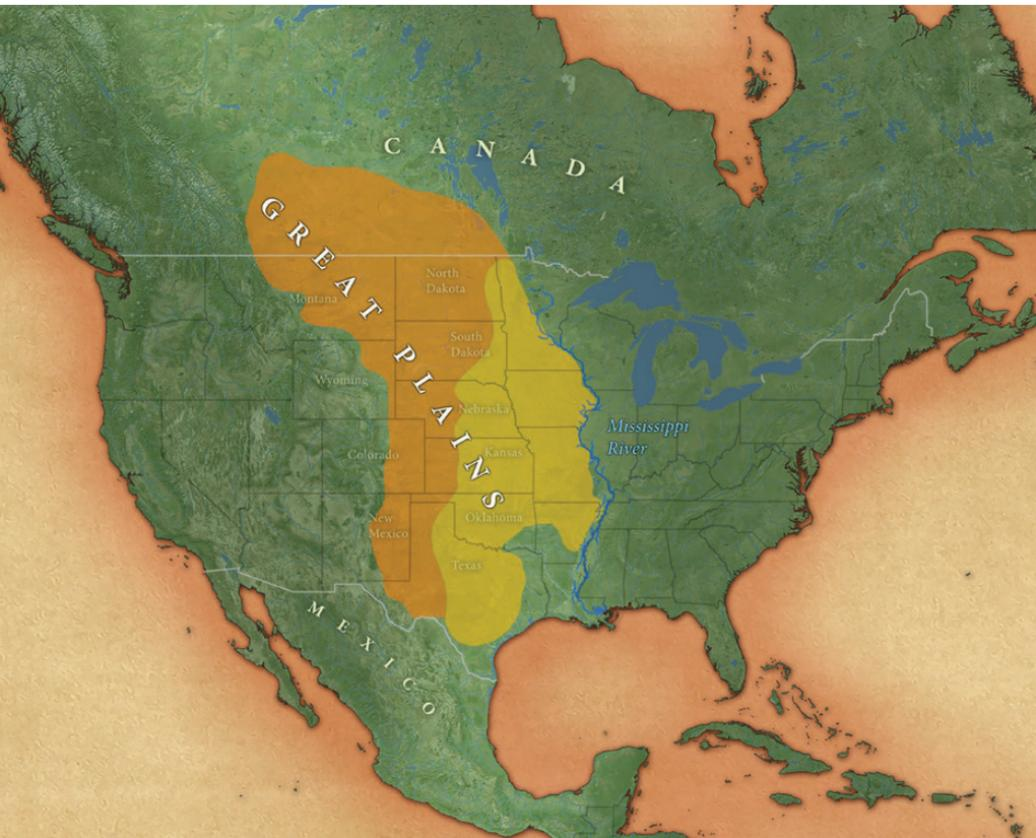 CANADA
GREAT PLAINS
North
Dakota
Montana
South
Dakota
Wyoming
Nebraska
Mississippi
River
Kansas
Colorado
Oklahoma
New
Mexico
Texas
MEXICO